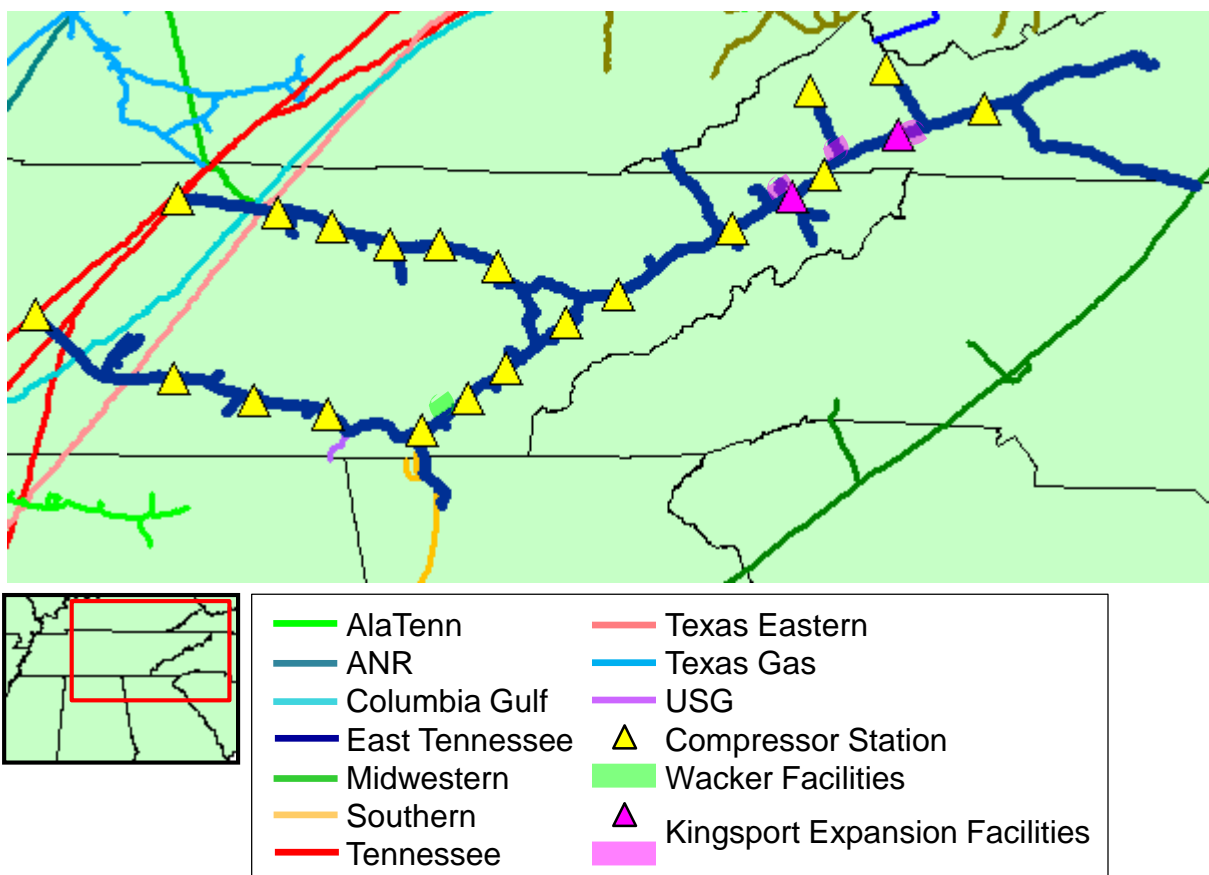 AlaTenn
ANR
Columbia Gulf
East Tennessee
Midwestern
Southern
Tennessee
Texas Eastern
Texas Gas
USG
Compressor Station
Wacker Facilities
Kingsport Expansion Facilities